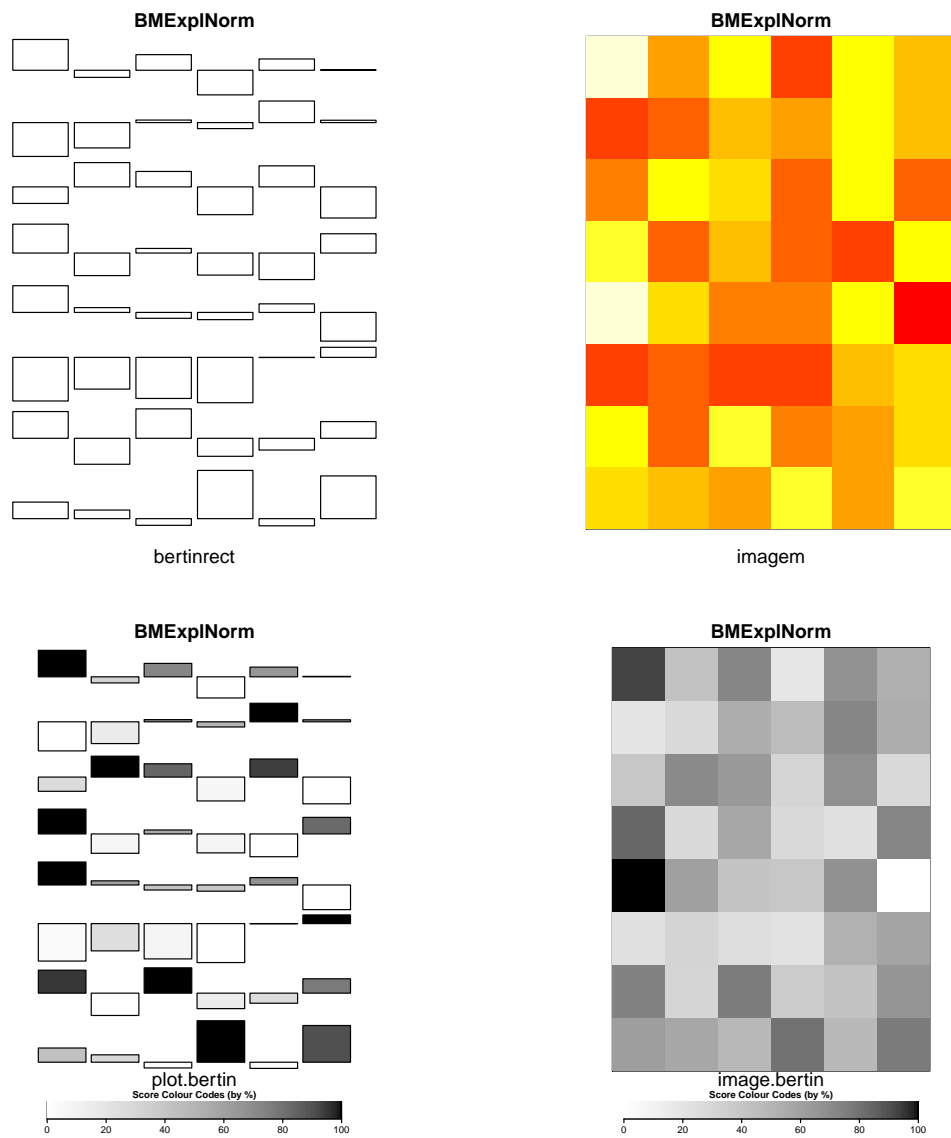 BMExplNorm
bertinrect
BMExplNorm
imagem
BMExplNorm
plot.bertin
Score Colour Codes (by %)
0 20 40 60 80 100
BMExplNorm
image.bertin
Score Colour Codes (by %)
0 20 40 60 80 100